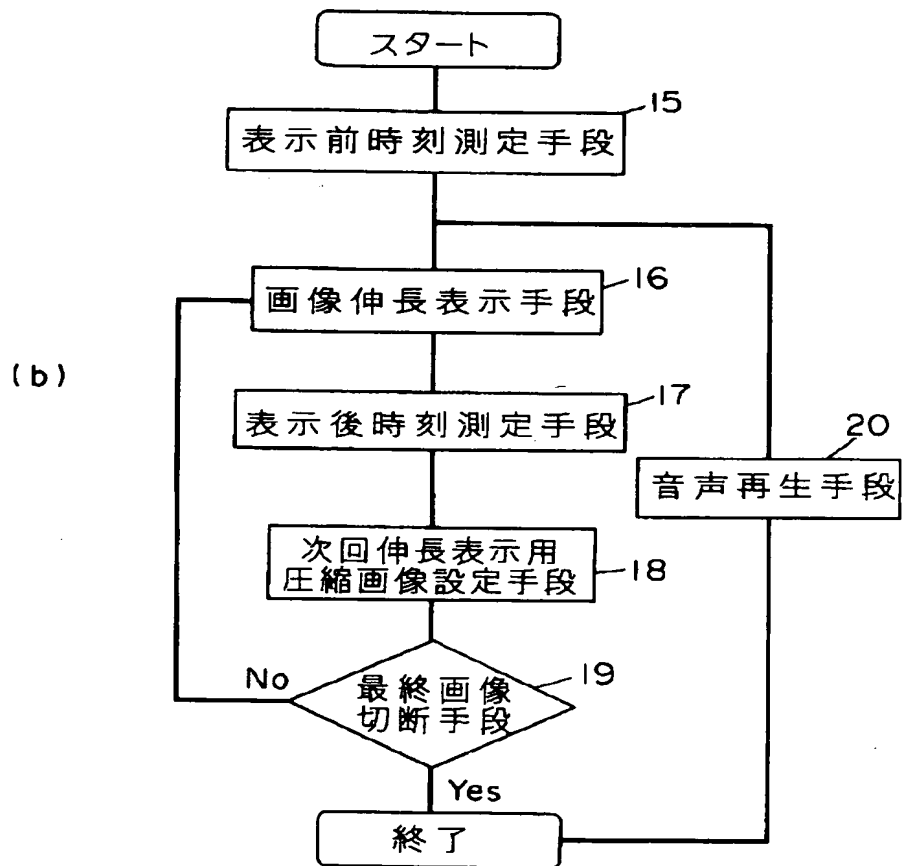 スタート
15
表示前時刻測定手段
16
画像伸長表示手段
(b)
17
表示後時刻測定手段
20
音声再生手段
次回伸長表示用
圧縮画像設定手段
18
No
最終画像
切断手段
19
Yes
終了